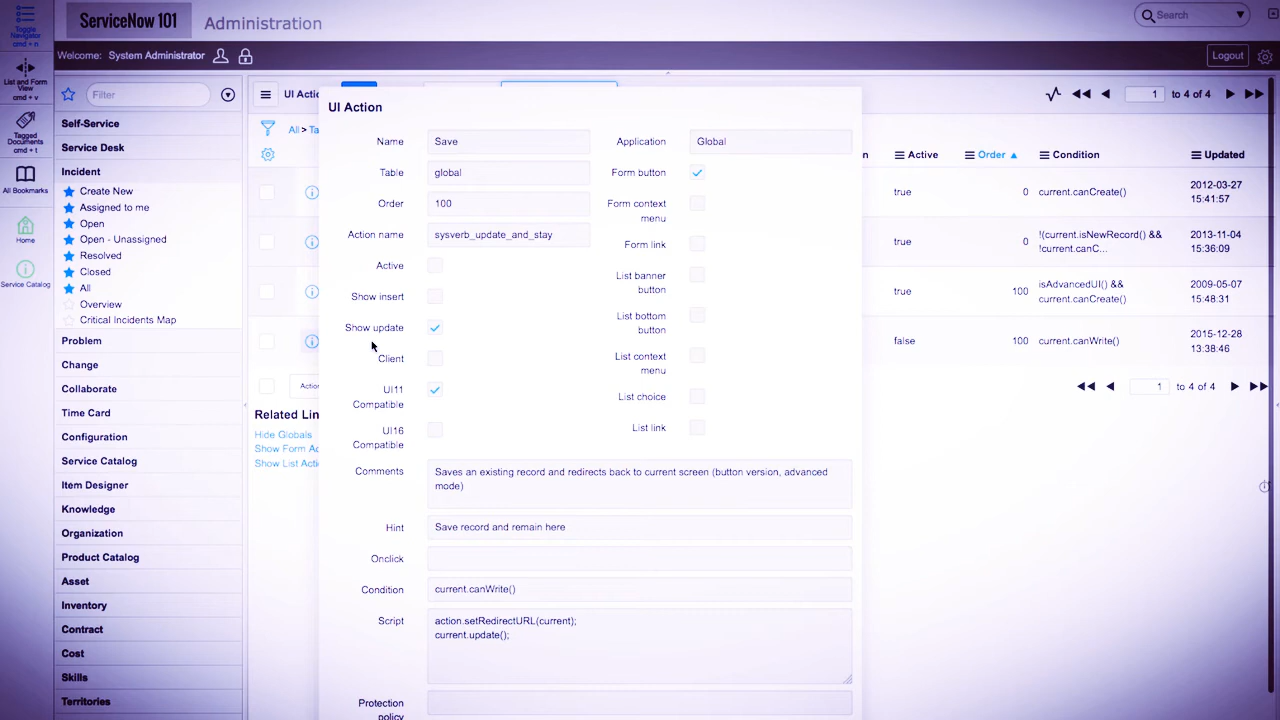 Toggle
Navigator
cmd + n
List and Form
View
cmd + v
Tagged
Documents
cmd + t
All Bookmarks
Home
Service Catalog
ServiceNow 101
Administration
Search
Welcome: System Administrator
Logout
Filter
Self-Service
Service Desk
Incident
Create New
Assigned to me
Open
Open - Unassigned
Resolved
Closed
All
Overview
Critical Incidents Map
Problem
Change
Collaborate
Time Card
Configuration
Service Catalog
Item Designer
Knowledge
Organization
Product Catalog
Asset
Inventory
Contract
Cost
Skills
Territories
UI Actio
All > Ta
Actio
Related Lin
Hide Globals
Show Form Ac
Show List Acti
UI Action
Name Save
Table global
Order 100
Action name sysverb_update_and_stay
Active
Show insert
Show update
Client
UI11
Compatible
UI16
Compatible
Application Global
Form button
Form context
menu
Form link
List banner
button
List bottom
button
List context
menu
List choice
List link
Comments Saves an existing record and redirects back to current screen (button version, advanced
mode)
Hint Save record and remain here
Onclick
Condition current.canWrite()
Script action.setRedirectURL(current);
current.update();
Protection
policy
1 to 4 of 4
n Active Order ▲ Condition Updated
true 0 current.canCreate() 2012-03-27
15:41:57
true 0 !(current.isNewRecord() &&
!current.canC... 2013-11-04
15:36:09
true 100 isAdvancedUI() &&
current.canCreate() 2009-05-07
15:48:31
false 100 current.canWrite() 2015-12-28
13:38:46
1 to 4 of 4